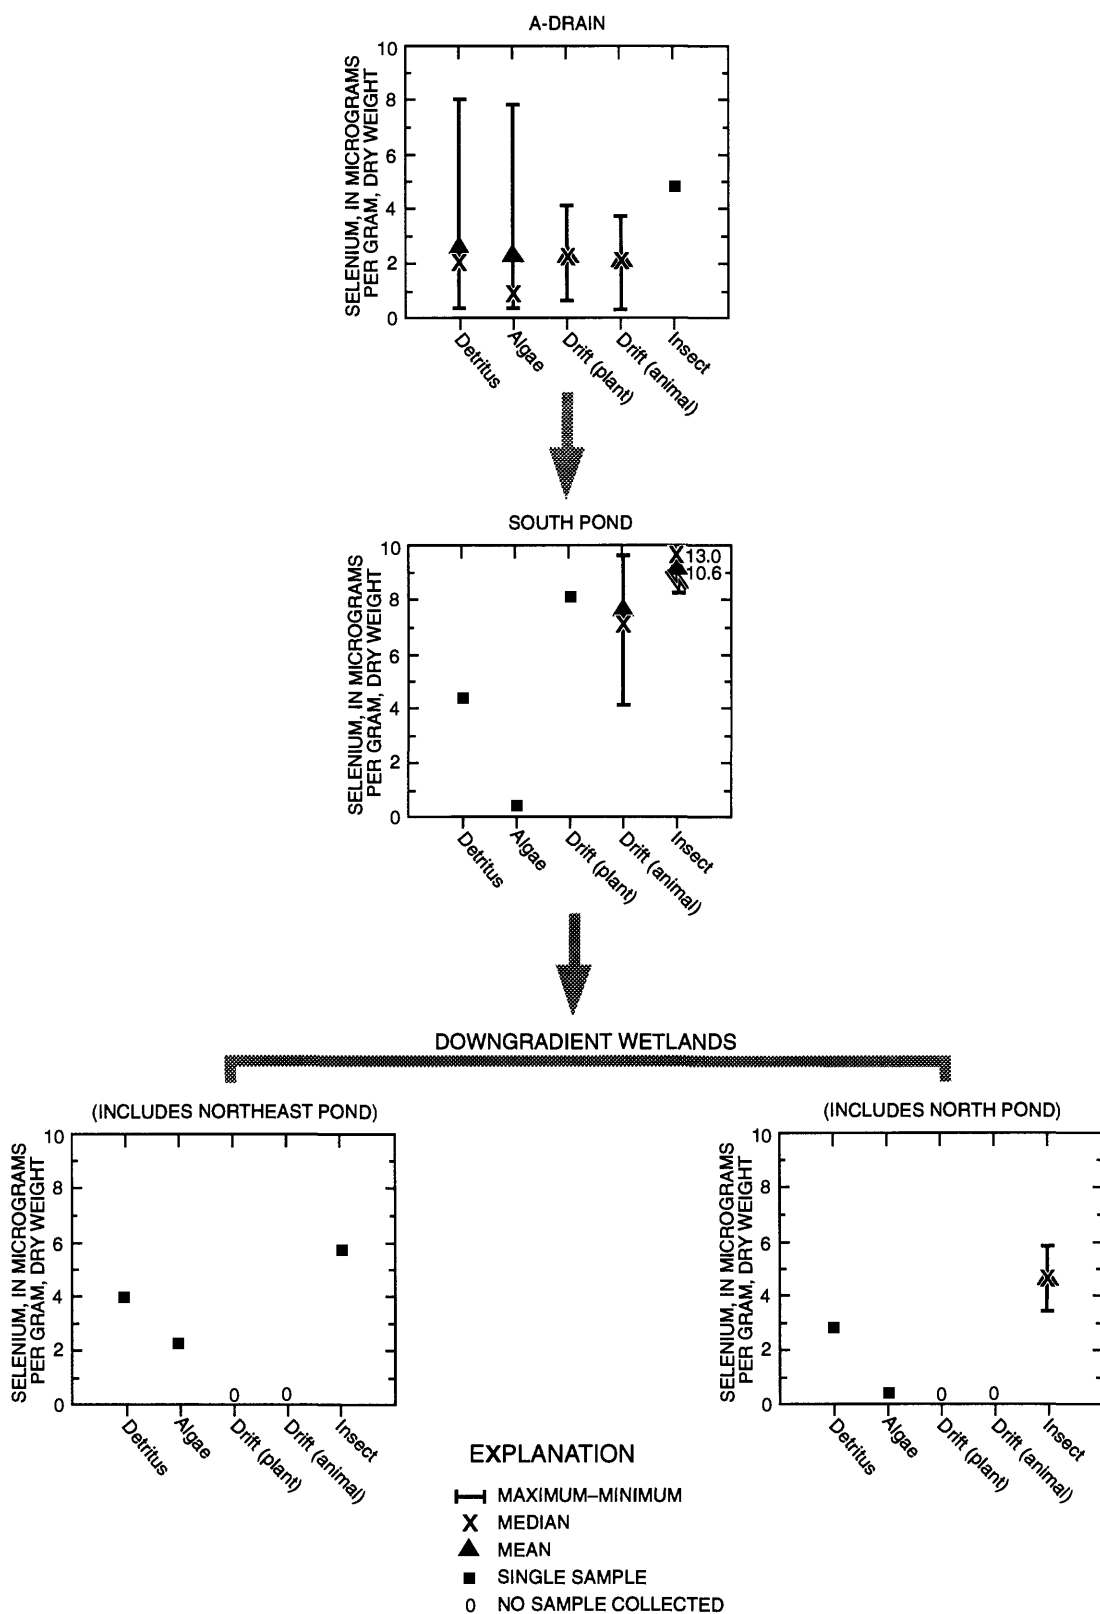 A-DRAIN
SELENIUM, IN MICROGRAMS
PER GRAM, DRY WEIGHT
10
8
6
4
2
0
Detritus
Algae
Drift (plant)
Drift (animal)
Insect
SOUTH POND
SELENIUM, IN MICROGRAMS
PER GRAM, DRY WEIGHT
10
8
6
4
2
0
13.0
10.6
Detritus
Algae
Drift (plant)
Drift (animal)
Insect
DOWNGRADIENT WETLANDS
(INCLUDES NORTHEAST POND)
SELENIUM, IN MICROGRAMS
PER GRAM, DRY WEIGHT
10
8
6
4
2
0
0
0
Detritus
Algae
Drift (plant)
Drift (animal)
Insect
(INCLUDES NORTH POND)
SELENIUM, IN MICROGRAMS
PER GRAM, DRY WEIGHT
10
8
6
4
2
0
0
0
Detritus
Algae
Drift (plant)
Drift (animal)
Insect
EXPLANATION
MAXIMUM–MINIMUM
X MEDIAN
MEAN
SINGLE SAMPLE
0 NO SAMPLE COLLECTED